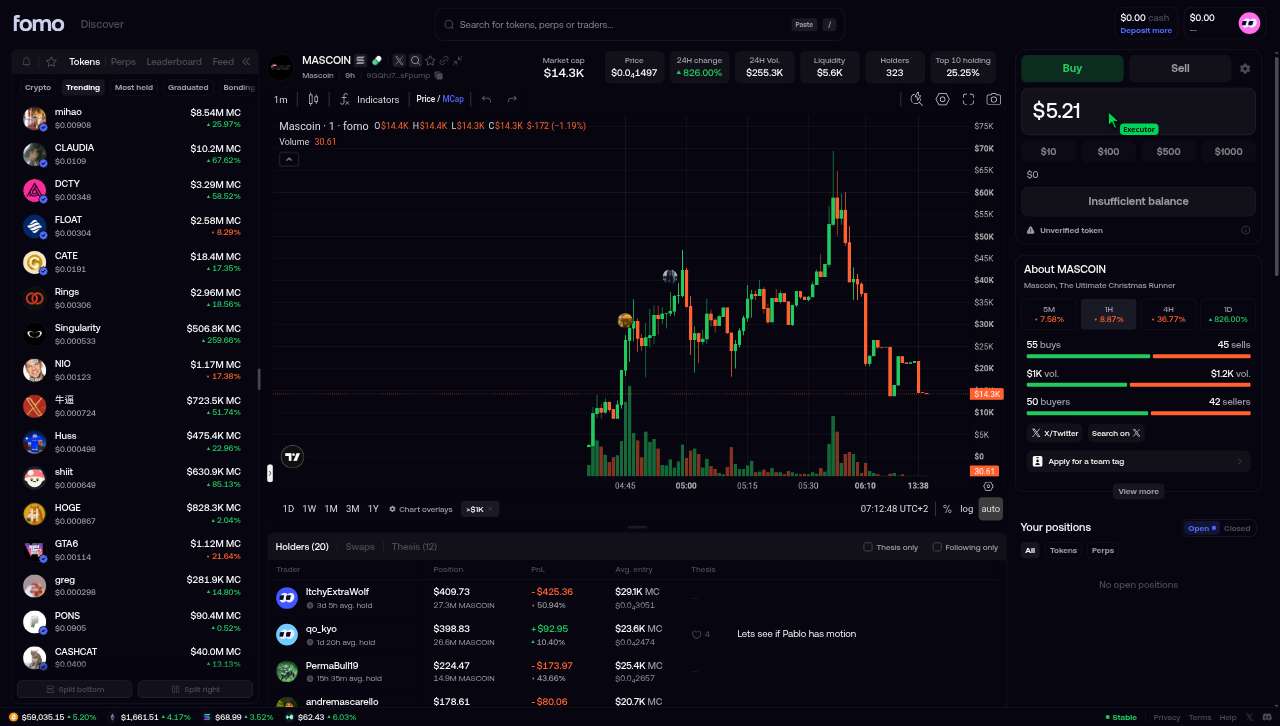 fomo
Discover
Search for tokens, perps or traders...
Paste
/
$0.00 cash
Deposit more
$0.00
—
Tokens Perps Leaderboard Feed
Crypto Trending Most held Graduated Bonding
mihao $8.54M MC
$0.00908 25.97%
CLAUDIA $10.2M MC
$0.0109 67.62%
DCTY $3.29M MC
$0.00348 58.52%
FLOAT $2.58M MC
$0.00304 8.29%
CATE $18.4M MC
$0.0191 17.35%
Rings $2.96M MC
$0.00306 18.56%
Singularity $506.8K MC
$0.000533 259.66%
NIO $1.17M MC
$0.00123 17.38%
$723.5K MC
$0.000724 51.74%
Huss $475.4K MC
$0.000498 22.96%
shiit $630.9K MC
$0.000649 85.13%
HOGE $828.3K MC
$0.000867 2.04%
GTA6 $1.12M MC
$0.00114 21.64%
greg $281.9K MC
$0.000298 14.80%
PONS $90.4M MC
$0.0905 0.52%
CASHCAT $40.0M MC
$0.0400 13.13%
Split bottom Split right
MASCOIN
Mascoin 9h
Market cap
$14.3K
Price
$0.0₄1497
24H change
826.00%
24H Vol.
$255.3K
Liquidity
$5.6K
Holders
323
Top 10 holding
25.25%
1m Indicators Price / MCap
Mascoin · 1 · fomo O$14.4K H$14.4K L$14.3K C$14.3K $-172 (−1.19%)
Volume 30.61
$75K
$70K
$65K
$60K
$55K
$50K
$45K
$40K
$35K
$30K
$25K
$20K
$14.3K
$10K
$5K
$0
30.61
04:45 05:00 05:15 05:30 06:10 13:38
1D 1W 1M 3M 1Y Chart overlays >$1K
07:12:48 UTC+2 % log auto
Holders (20) Swaps Thesis (12)
Thesis only Following only
Trader Position PnL Avg. entry Thesis
ItchyExtraWolf $409.73 -$425.36 $29.1K MC
3d 5h avg. hold 27.3M MASCOIN 50.94% $0.0₄3051
qo_kyo $398.83 +$92.95 $23.6K MC 4 Lets see if Pablo has motion
1d 20h avg. hold 26.6M MASCOIN 10.40% $0.0₄2474
PermaBull19 $224.47 -$173.97 $25.4K MC
15h 35m avg. hold 14.9M MASCOIN 43.66% $0.0₄2657
andremascarello $178.61 -$80.06 $20.7K MC
Buy Sell
$5.21
Executor
$10 $100 $500 $1000
$0
Insufficient balance
Unverified token
About MASCOIN
Mascoin, The Ultimate Christmas Runner
5M 1H 4H 1D
7.58% 8.87% 36.77% 826.00%
55 buys 45 sells
$1K vol. $1.2K vol.
50 buyers 42 sellers
X/Twitter Search on X
Apply for a team tag
View more
Your positions Open Closed
All Tokens Perps
No open positions
$59,035.15 5.20% $1,661.51 4.17% $68.99 3.52% $62.43 6.03%
Stable Privacy Terms Help